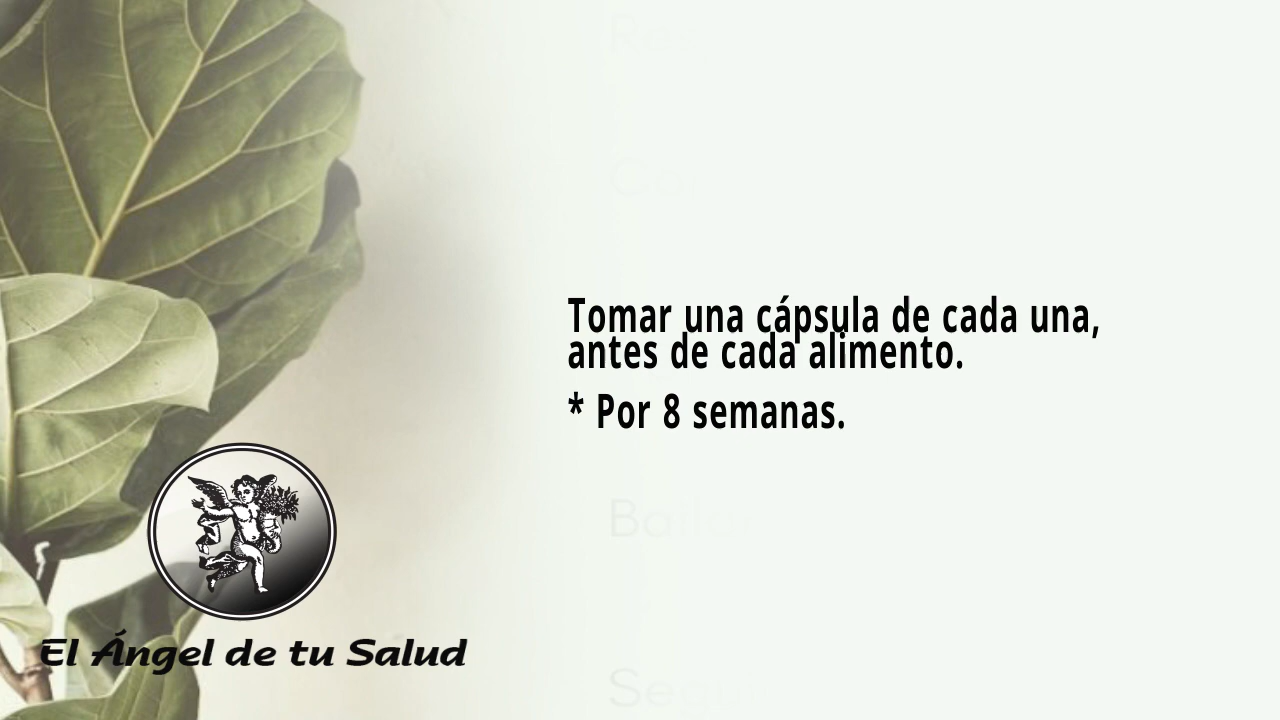 Tomar una cápsula de cada una,
antes de cada alimento.
* Por 8 semanas.
El Ángel de tu Salud